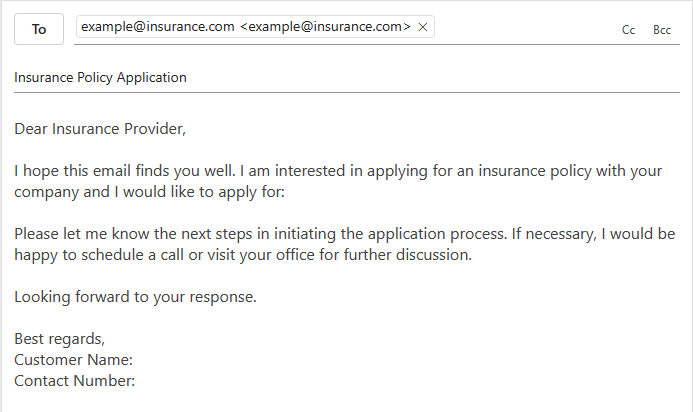 To
example@insurance.com <example@insurance.com> ×
Cc Bcc
Insurance Policy Application
Dear Insurance Provider,
I hope this email finds you well. I am interested in applying for an insurance policy with your
company and I would like to apply for:
Please let me know the next steps in initiating the application process. If necessary, I would be
happy to schedule a call or visit your office for further discussion.
Looking forward to your response.
Best regards,
Customer Name:
Contact Number: